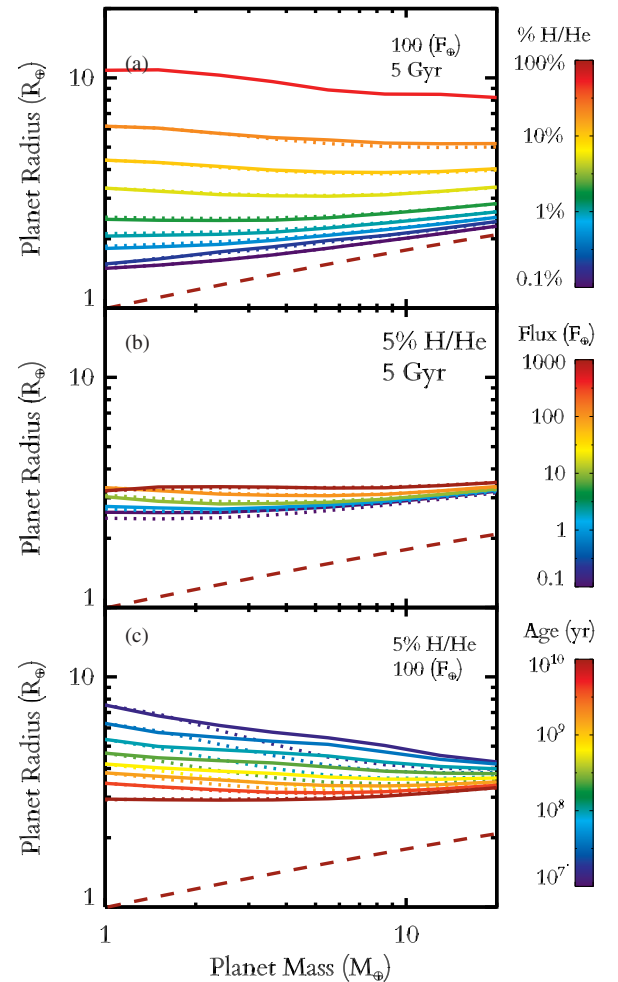 % H/He
(a)
100 (F⊕)
5 Gyr
100%
10%
1%
0.1%
10
1
Planet Radius (R⊕)
(b)
5% H/He
5 Gyr
Flux (F⊕)
1000
100
10
1
0.1
10
1
Planet Radius (R⊕)
(c)
5% H/He
100 (F⊕)
Age (yr)
10¹⁰
10⁹
10⁸
10⁷
10
1
Planet Radius (R⊕)
1
10
Planet Mass (M⊕)